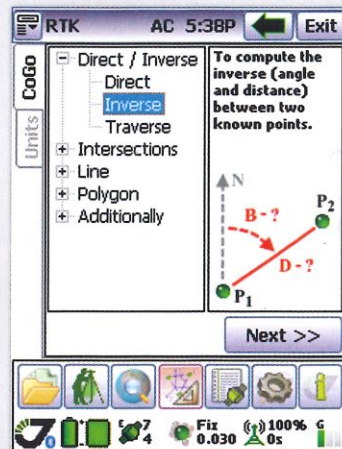 RTK AC 5:38P Exit
CoGo
Units
Direct / Inverse
Direct
Inverse
Traverse
Intersections
Line
Polygon
Additionally
To compute the
inverse (angle
and distance)
between two
known points.
N
B - ?
P2
D - ?
P1
Next >>
0 E 7 4 Fix 0.030 100% 0s G